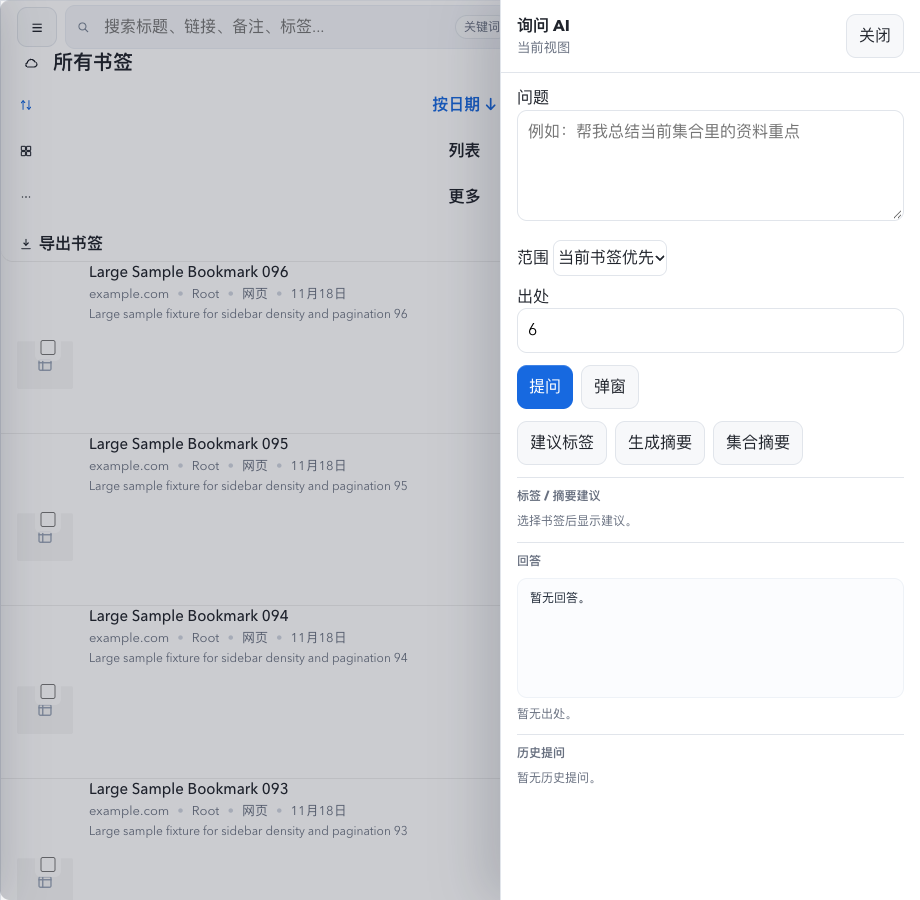 搜索标题、链接、备注、标签...
关键词
所有书签
按日期
列表
更多
导出书签
Large Sample Bookmark 096
example.com • Root • 网页 • 11月18日
Large sample fixture for sidebar density and pagination 96
Large Sample Bookmark 095
example.com • Root • 网页 • 11月18日
Large sample fixture for sidebar density and pagination 95
Large Sample Bookmark 094
example.com • Root • 网页 • 11月18日
Large sample fixture for sidebar density and pagination 94
Large Sample Bookmark 093
example.com • Root • 网页 • 11月18日
Large sample fixture for sidebar density and pagination 93
询问 AI
当前视图
关闭
问题
例如：帮我总结当前集合里的资料重点
范围 当前书签优先
出处
6
提问 弹窗
建议标签 生成摘要 集合摘要
标签 / 摘要建议
选择书签后显示建议。
回答
暂无回答。
暂无出处。
历史提问
暂无历史提问。